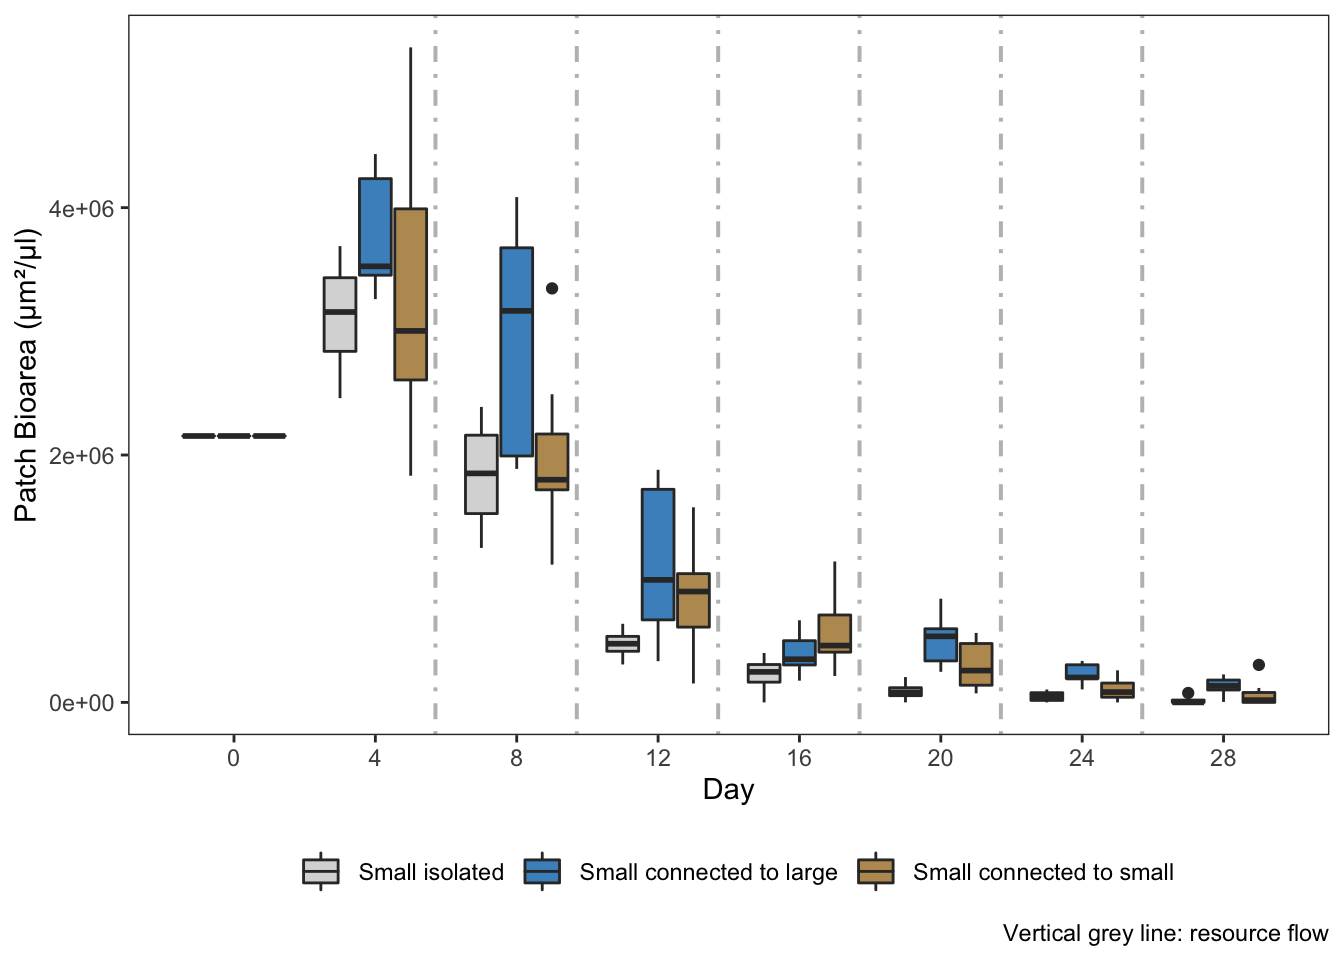 Patch Bioarea (µm²/µl)
4e+06
2e+06
0e+00
0 4 8 12 16 20 24 28
Day
Small isolated Small connected to large Small connected to small
Vertical grey line: resource flow